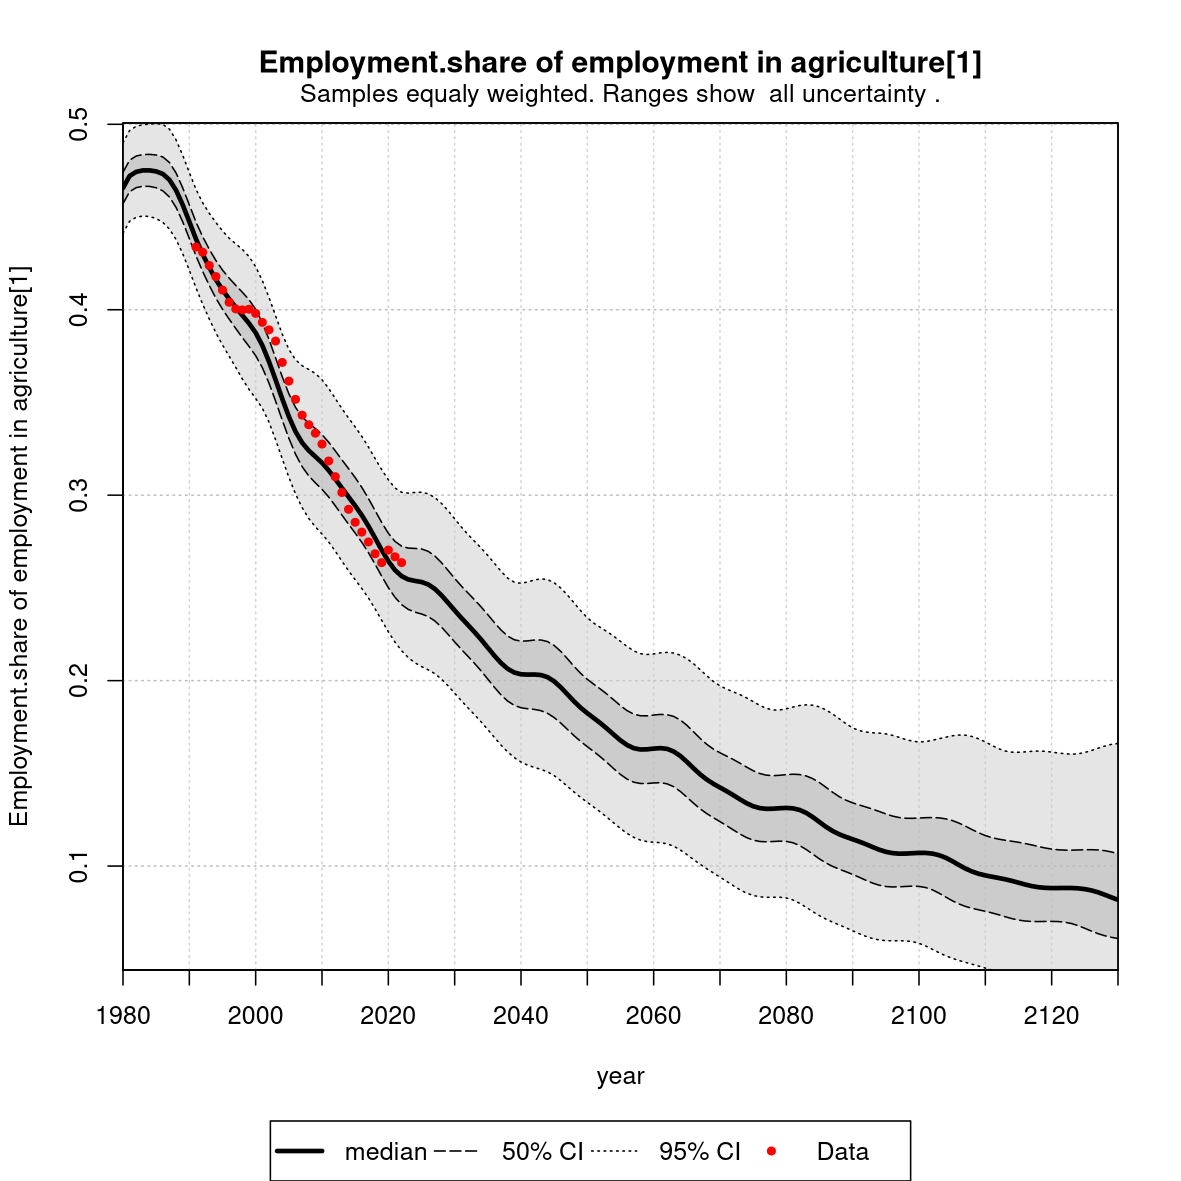 Employment.share of employment in agriculture[1]
Samples equaly weighted. Ranges show  all uncertainty .
Employment.share of employment in agriculture[1]
0.5
0.4
0.3
0.2
0.1
1980 2000 2020 2040 2060 2080 2100 2120
year
median 50% CI 95% CI Data